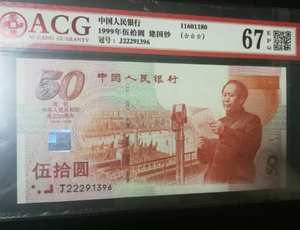 ACG
中国人民银行
11601180
67
EPQ
1999年伍拾圆 建国钞
(☆☆☆)
冠号: J22291396
50
中国人民银行
伍拾圆
J22291396
50